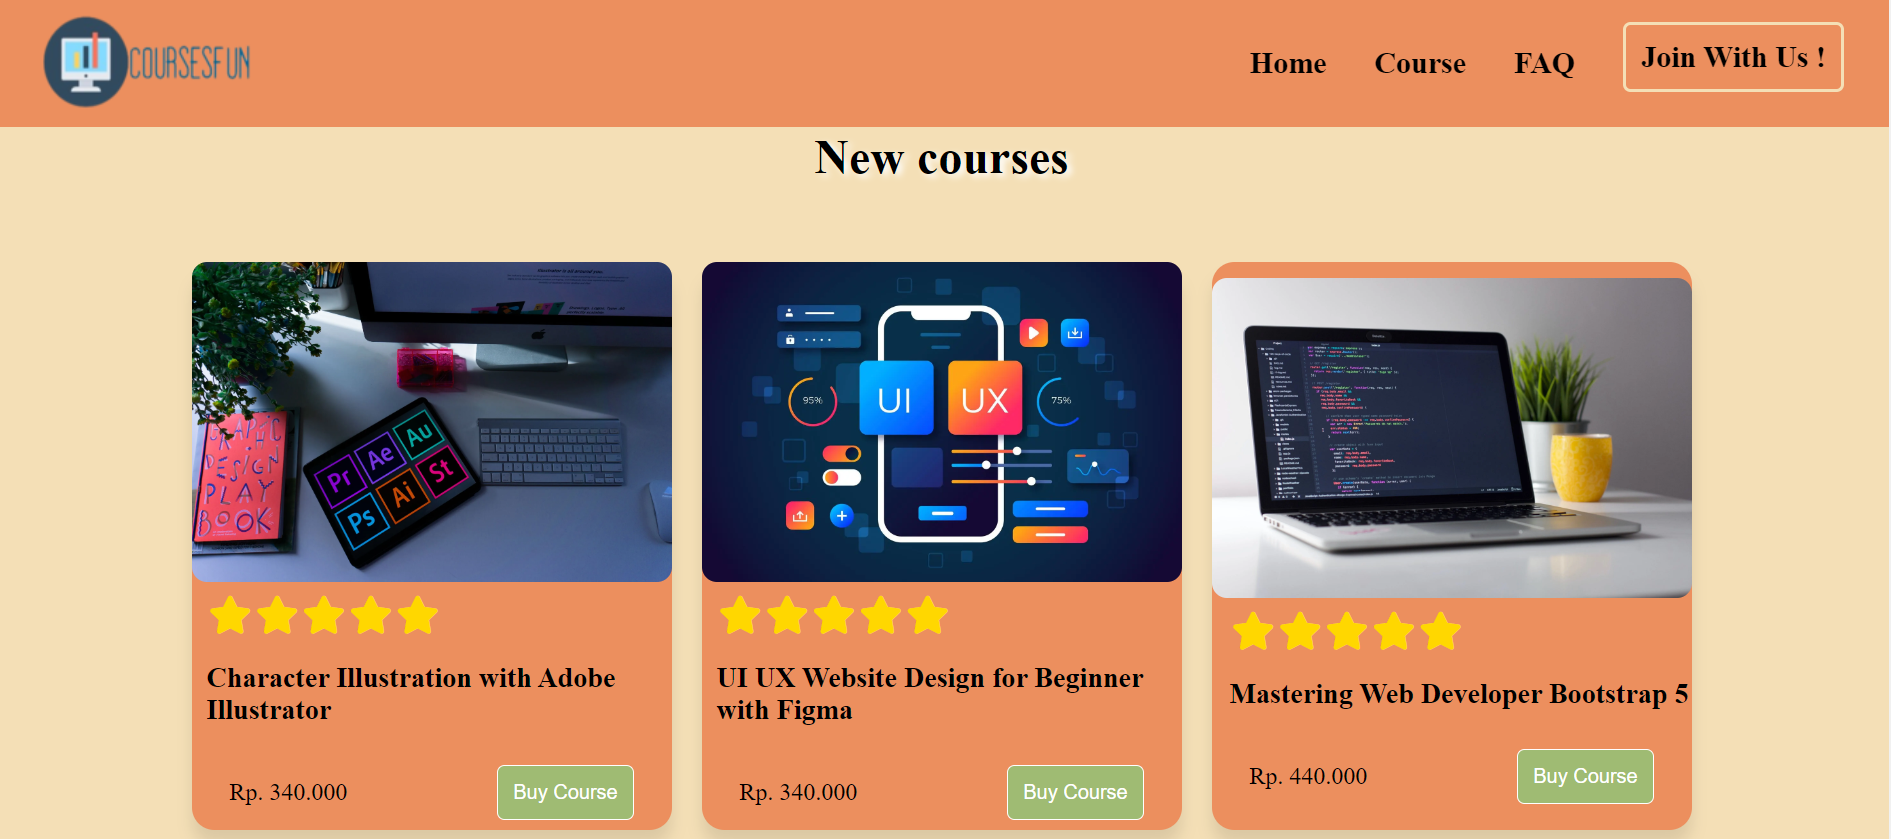 COURSESFUN
Home Course FAQ Join With Us !
New courses
GRAPHIC
DESIGN
PLAY
BOOK
Pr Ae Au
Ps Ai St
UI UX
95%
75%
Character Illustration with Adobe
Illustrator
Rp. 340.000 Buy Course
UI UX Website Design for Beginner
with Figma
Rp. 340.000 Buy Course
Mastering Web Developer Bootstrap 5
Rp. 440.000 Buy Course